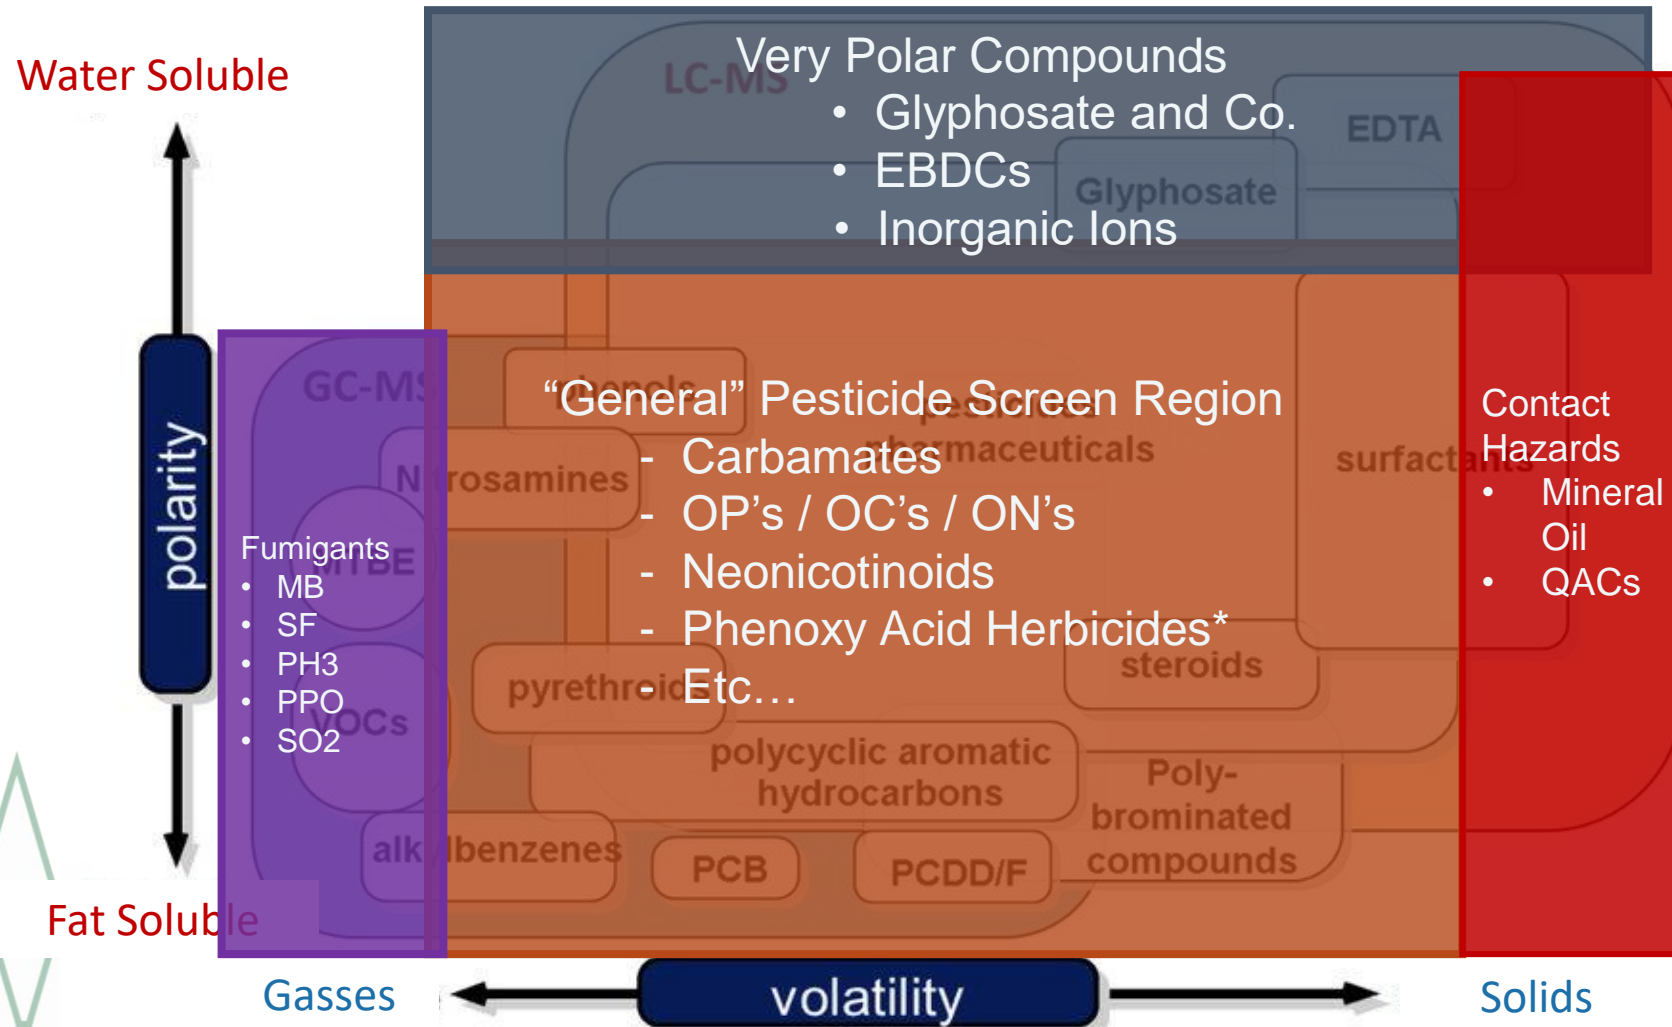 Water Soluble
Very Polar Compounds
LC-MS
• Glyphosate and Co.
EDTA
• EBDCs
Glyphosate
• Inorganic Ions
polarity
GC-MS
phenols
"General" Pesticide Screen Region
pesticides
pharmaceuticals
- Carbamates
Nitrosamines
surfactants
- OP's / OC's / ON's
- Neonicotinoids
- Phenoxy Acid Herbicides*
- Etc…
Contact
Hazards
• Mineral
Oil
• QACs
Fumigants
MTBE
• MB
• SF
• PH3
• PPO
• SO2
VOCs
pyrethroids
steroids
polycyclic aromatic
hydrocarbons
Poly-
brominated
compounds
alkylbenzenes
PCB
PCDD/F
Fat Soluble
Gasses
volatility
Solids